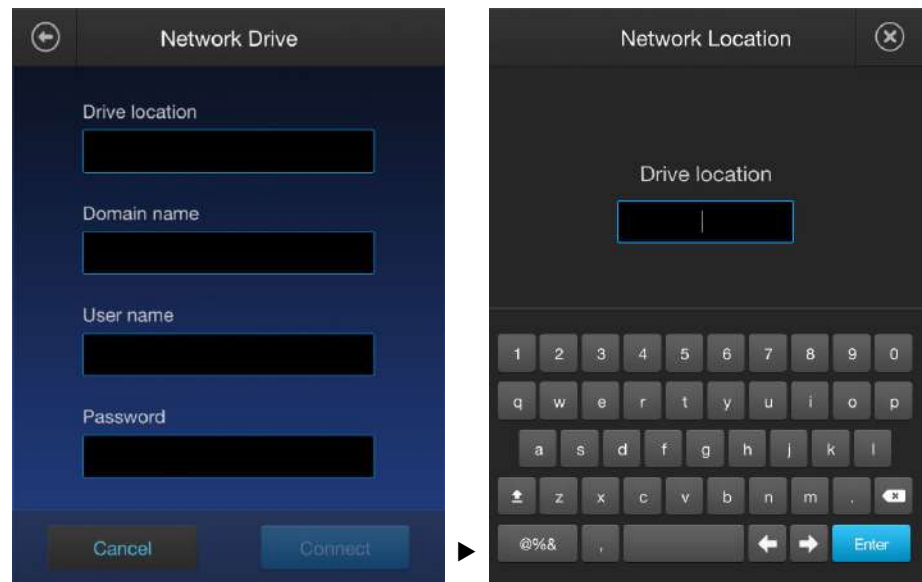 Network Drive
Drive location
Domain name
User name
Password
Cancel
Connect
Network Location
Drive location
1 2 3 4 5 6 7 8 9 0
q w e r t y u i o p
a s d f g h j k l
z x c v b n m .
@%& , Enter